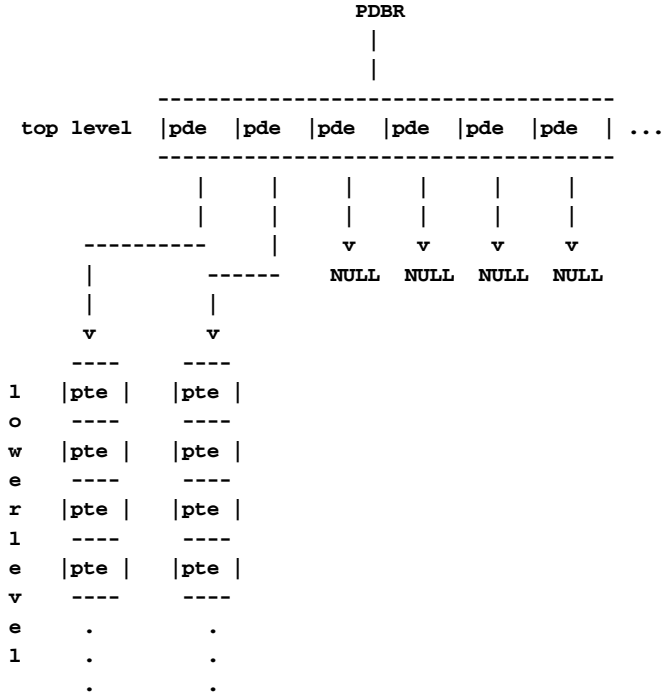 PDBR
|
|
-------------------------------------
top level |pde |pde |pde |pde |pde |pde | ...
-------------------------------------
| | | | | |
| | | | | |
---------- | v v v v
| ------ NULL NULL NULL NULL
| |
v v
---- ----
l |pte | |pte |
o ---- ----
w |pte | |pte |
e ---- ----
r |pte | |pte |
l ---- ----
e |pte | |pte |
v ---- ----
e . .
l . .
. .